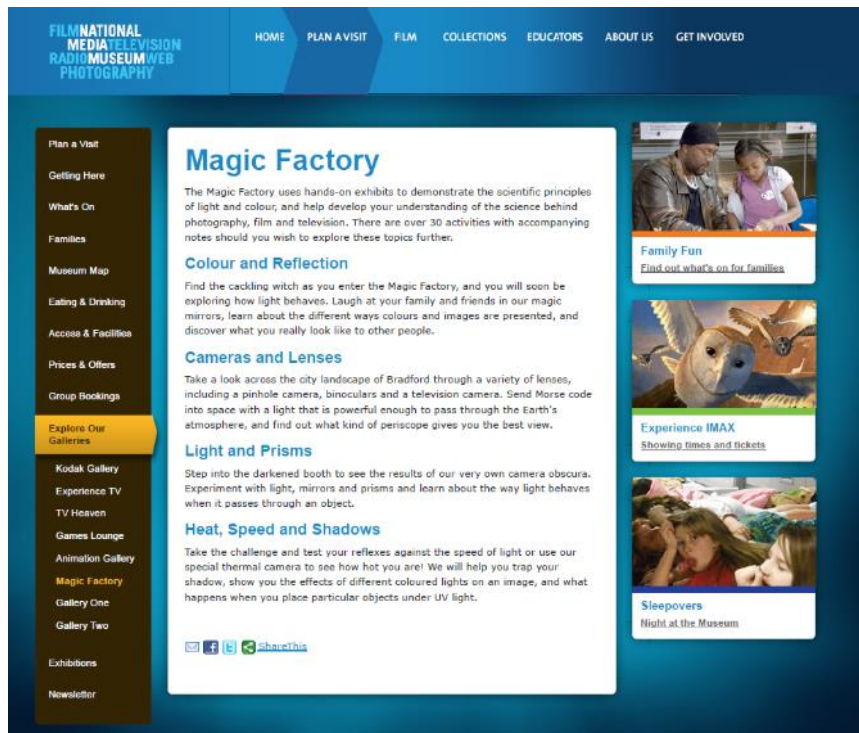 FILMNATIONAL
MEDIATELEVISION
RADIOMUSEUMWEB
PHOTOGRAPHY
HOME PLAN A VISIT FILM COLLECTIONS EDUCATORS ABOUT US GET INVOLVED
Plan a Visit
Getting Here
What's On
Families
Museum Map
Eating & Drinking
Access & Facilities
Prices & Offers
Group Bookings
Explore Our
Galleries
Kodak Gallery
Experience TV
TV Heaven
Games Lounge
Animation Gallery
Magic Factory
Gallery One
Gallery Two
Exhibitions
Newsletter
Magic Factory
The Magic Factory uses hands-on exhibits to demonstrate the scientific principles
of light and colour, and help develop your understanding of the science behind
photography, film and television. There are over 30 activities with accompanying
notes should you wish to explore these topics further.
Colour and Reflection
Find the cackling witch as you enter the Magic Factory, and you will soon be
exploring how light behaves. Laugh at your family and friends in our magic
mirrors, learn about the different ways colours and images are presented, and
discover what you really look like to other people.
Cameras and Lenses
Take a look across the city landscape of Bradford through a variety of lenses,
including a pinhole camera, binoculars and a television camera. Send Morse code
into space with a light that is powerful enough to pass through the Earth's
atmosphere, and find out what kind of periscope gives you the best view.
Light and Prisms
Step into the darkened booth to see the results of our very own camera obscura.
Experiment with light, mirrors and prisms and learn about the way light behaves
when it passes through an object.
Heat, Speed and Shadows
Take the challenge and test your reflexes against the speed of light or use our
special thermal camera to see how hot you are! We will help you trap your
shadow, show you the effects of different coloured lights on an image, and what
happens when you place particular objects under UV light.
ShareThis
Family Fun
Find out what's on for families
Experience IMAX
Showing times and tickets
Sleepovers
Night at the Museum